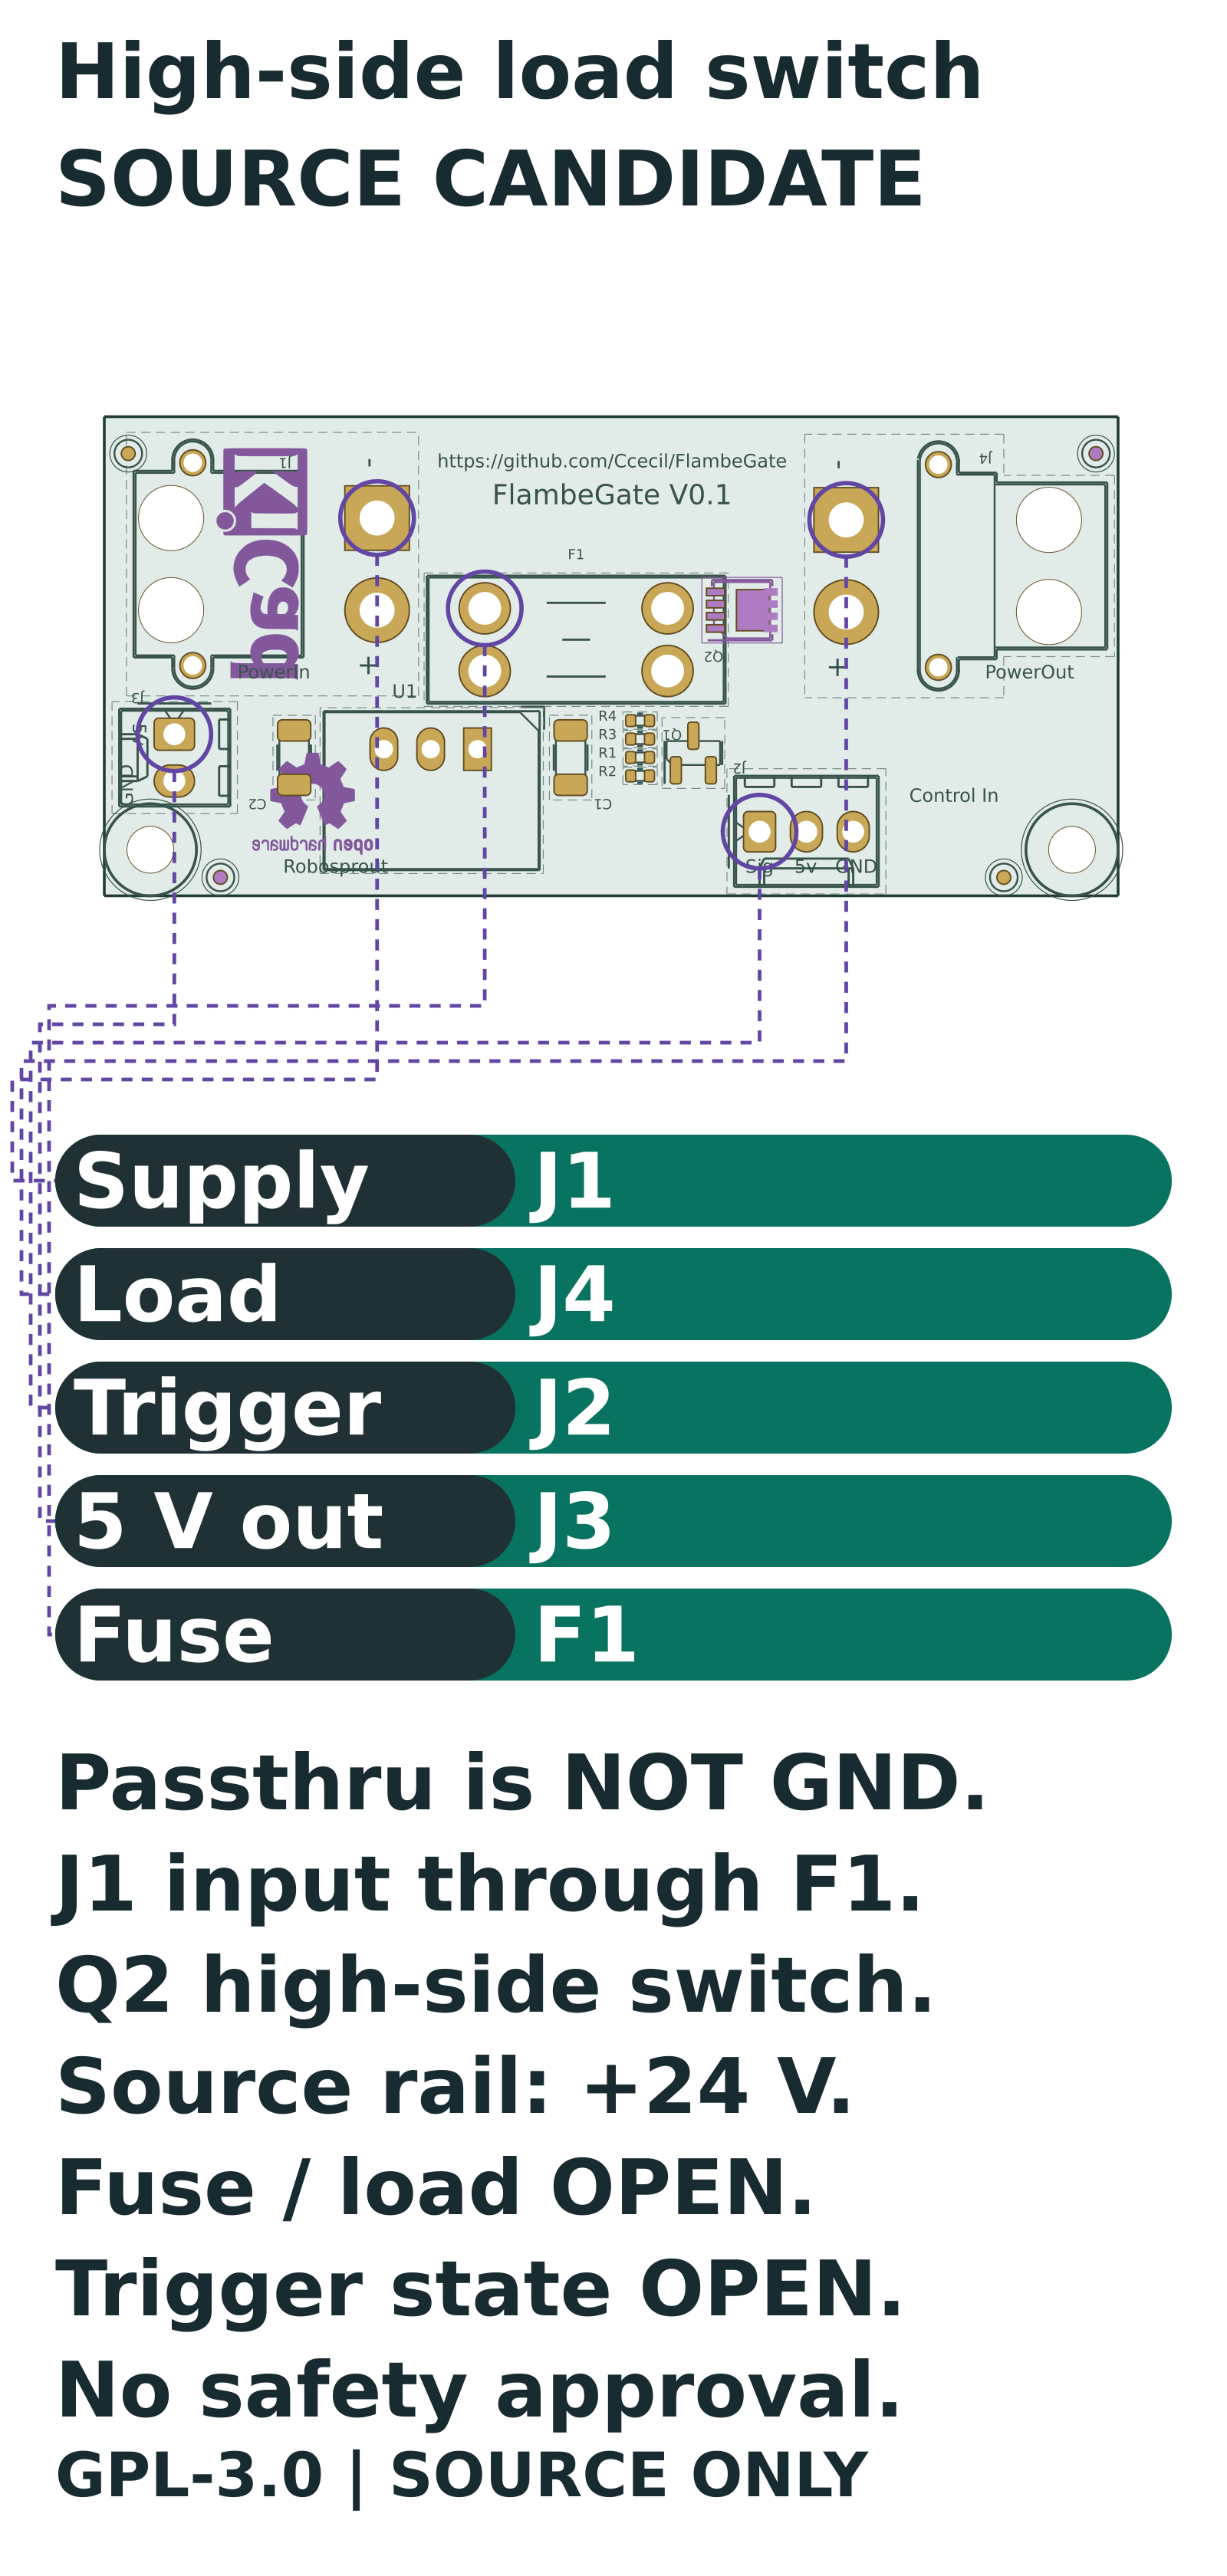 High-side load switch
SOURCE CANDIDATE
KiCad
J1
-
https://github.com/Ccecil/FlambeGate
-
J4
FlambeGate V0.1
F1
Q2
PowerIn
+
+
PowerOut
J3
U1
5v
GND
R4
R3
R1
R2
Q1
J2
C2
C1
Control In
open hardware
Robosprout
Sig 5v GND
Supply J1
Load J4
Trigger J2
5 V out J3
Fuse F1
Passthru is NOT GND.
J1 input through F1.
Q2 high-side switch.
Source rail: +24 V.
Fuse / load OPEN.
Trigger state OPEN.
No safety approval.
GPL-3.0 | SOURCE ONLY